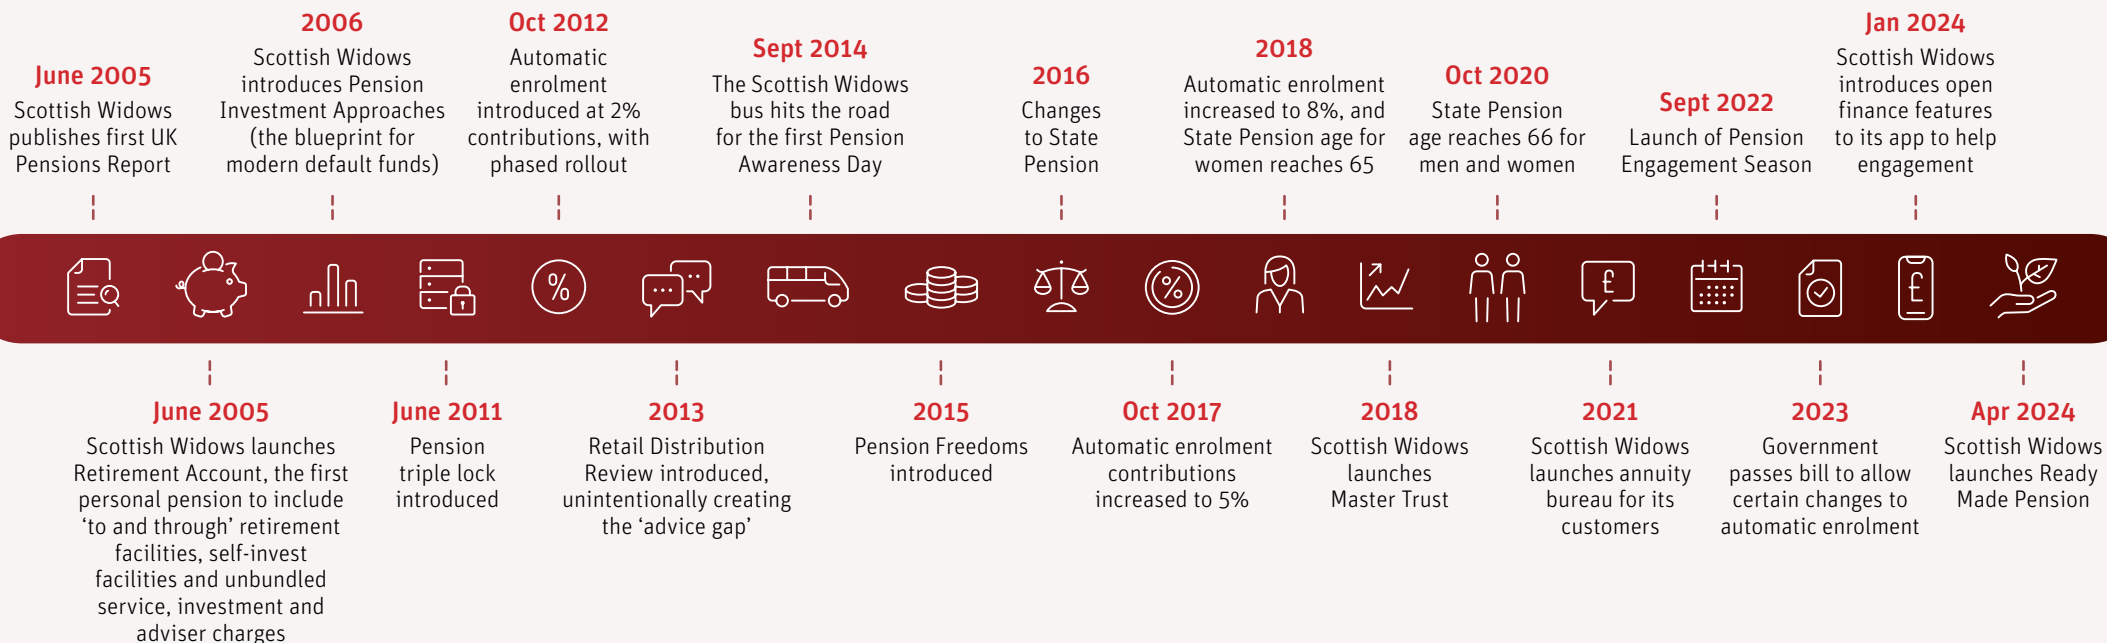 June 2005
Scottish Widows
publishes first UK
Pensions Report
2006
Scottish Widows
introduces Pension
Investment Approaches
(the blueprint for
modern default funds)
Oct 2012
Automatic
enrolment
introduced at 2%
contributions, with
phased rollout
Sept 2014
The Scottish Widows
bus hits the road
for the first Pension
Awareness Day
2016
Changes
to State
Pension
2018
Automatic enrolment
increased to 8%, and
State Pension age for
women reaches 65
Oct 2020
State Pension
age reaches 66 for
men and women
Sept 2022
Launch of Pension
Engagement Season
Jan 2024
Scottish Widows
introduces open
finance features
to its app to help
engagement
%
%
£
£
June 2005
Scottish Widows launches
Retirement Account, the first
personal pension to include
‘to and through’ retirement
facilities, self-invest
facilities and unbundled
service, investment and
adviser charges
June 2011
Pension
triple lock
introduced
2013
Retail Distribution
Review introduced,
unintentionally creating
the ‘advice gap’
2015
Pension Freedoms
introduced
Oct 2017
Automatic enrolment
contributions
increased to 5%
2018
Scottish Widows
launches
Master Trust
2021
Scottish Widows
launches annuity
bureau for its
customers
2023
Government
passes bill to allow
certain changes to
automatic enrolment
Apr 2024
Scottish Widows
launches Ready
Made Pension